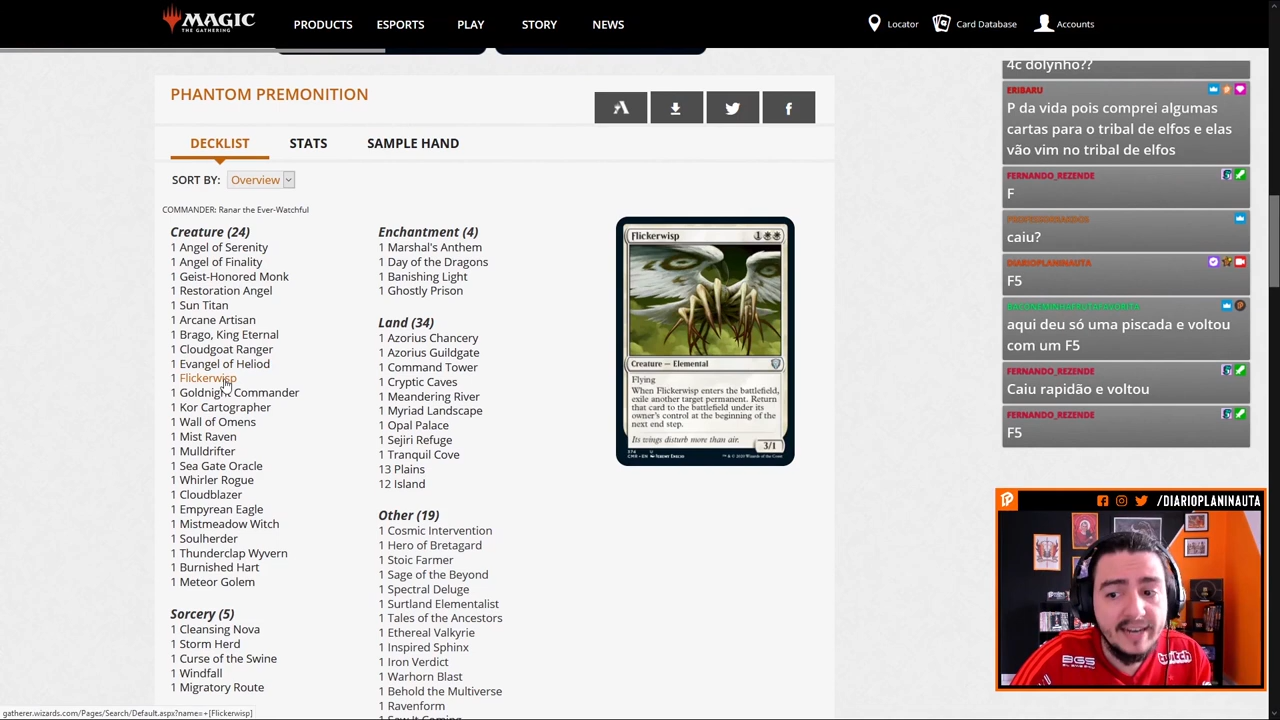 MAGIC
THE GATHERING
PRODUCTS
ESPORTS
PLAY
STORY
NEWS
Locator
Card Database
Accounts
PHANTOM PREMONITION
DECKLIST
STATS
SAMPLE HAND
SORT BY:
Overview
COMMANDER: Ranar the Ever-Watchful
Creature (24)
1 Angel of Serenity
1 Angel of Finality
1 Geist-Honored Monk
1 Restoration Angel
1 Sun Titan
1 Arcane Artisan
1 Brago, King Eternal
1 Cloudgoat Ranger
1 Evangel of Heliod
1 Flickerwisp
1 Goldnight Commander
1 Kor Cartographer
1 Wall of Omens
1 Mist Raven
1 Mulldrifter
1 Sea Gate Oracle
1 Whirler Rogue
1 Cloudblazer
1 Empyrean Eagle
1 Mistmeadow Witch
1 Soulherder
1 Thunderclap Wyvern
1 Burnished Hart
1 Meteor Golem
Sorcery (5)
1 Cleansing Nova
1 Storm Herd
1 Curse of the Swine
1 Windfall
1 Migratory Route
Enchantment (4)
1 Marshal's Anthem
1 Day of the Dragons
1 Banishing Light
1 Ghostly Prison
Land (34)
1 Azorius Chancery
1 Azorius Guildgate
1 Command Tower
1 Cryptic Caves
1 Meandering River
1 Myriad Landscape
1 Opal Palace
1 Sejiri Refuge
1 Tranquil Cove
13 Plains
12 Island
Other (19)
1 Cosmic Intervention
1 Hero of Bretagard
1 Stoic Farmer
1 Sage of the Beyond
1 Spectral Deluge
1 Surtland Elementalist
1 Tales of the Ancestors
1 Ethereal Valkyrie
1 Inspired Sphinx
1 Iron Verdict
1 Warhorn Blast
1 Behold the Multiverse
1 Ravenform
1 Saw It Coming
Flickerwisp
1
Creature — Elemental
Flying
When Flickerwisp enters the battlefield,
exile another target permanent. Return
that card to the battlefield under its
owner's control at the beginning of the
next end step.
Its wings disturb more than air.
3/1
4c dolynho??
ERIBARU
P da vida pois comprei algumas
cartas para o tribal de elfos e elas
vão vim no tribal de elfos
FERNANDO_REZENDE
F
caiu?
DIARIOPLANINAUTA
F5
aqui deu só uma piscada e voltou
com um F5
FERNANDO_REZENDE
Caiu rapidão e voltou
FERNANDO_REZENDE
F5
/DIARIOPLANINAUTA
BGS
twitch
gatherer.wizards.com/Pages/Search/Default.aspx?name=+[Flickerwisp]